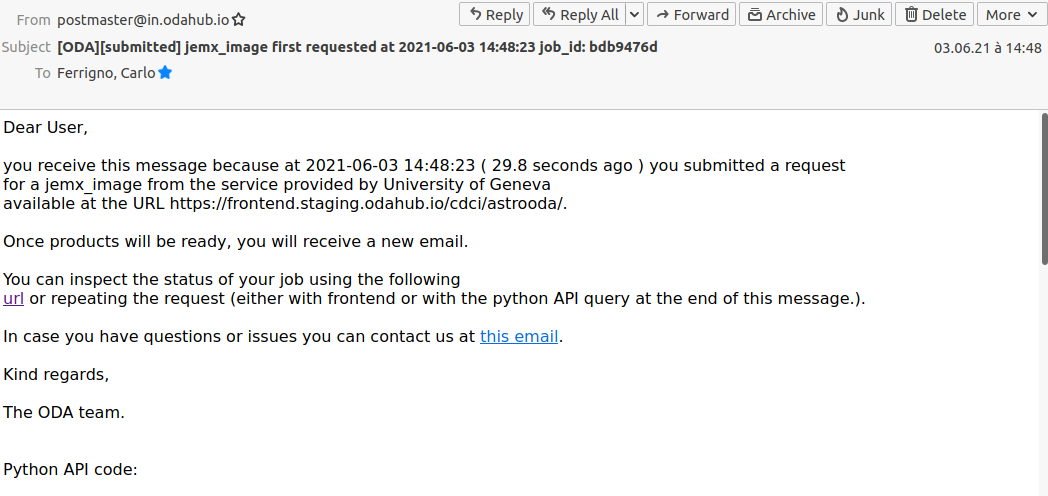 From postmaster@in.odahub.io Reply Reply All Forward Archive Junk Delete More
Subject [ODA][submitted] jemx_image first requested at 2021-06-03 14:48:23 job_id: bdb9476d 03.06.21 à 14:48
To Ferrigno, Carlo
Dear User,
you receive this message because at 2021-06-03 14:48:23 ( 29.8 seconds ago ) you submitted a request
for a jemx_image from the service provided by University of Geneva
available at the URL https://frontend.staging.odahub.io/cdci/astrooda/.
Once products will be ready, you will receive a new email.
You can inspect the status of your job using the following
url or repeating the request (either with frontend or with the python API query at the end of this message.).
In case you have questions or issues you can contact us at this email.
Kind regards,
The ODA team.
Python API code: